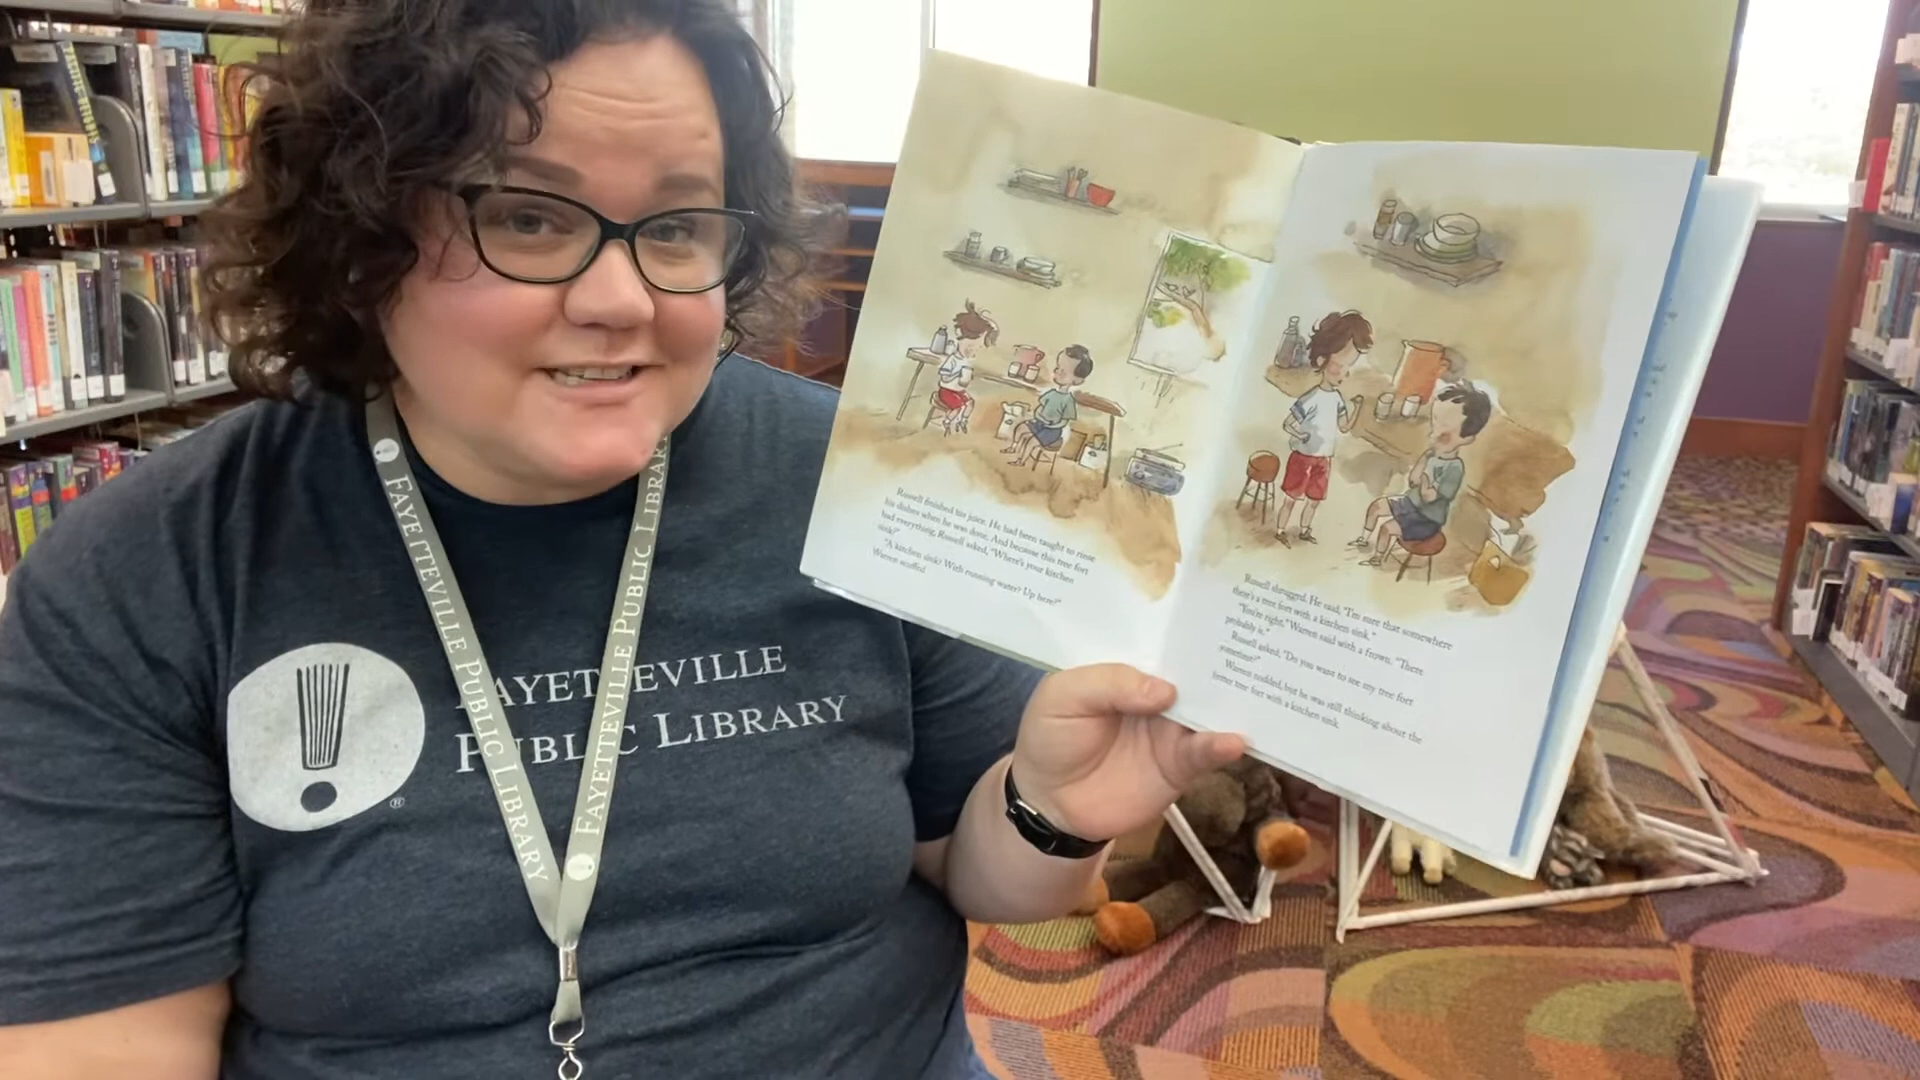 FAYETTEVILLE PUBLIC LIBRARY
FAYETTEVILLE PUBLIC LIBRARY
FAYETTEVILLE
PUBLIC LIBRARY
®
Russell finished his juice. He had been taught to rinse
his dishes when he was done. And because this tree fort
had everything, Russell asked, "Where's your kitchen
sink?"
"A kitchen sink? With running water? Up here?"
Warren scoffed.
Russell shrugged. He said, "I'm sure that somewhere
there's a tree fort with a kitchen sink."
"You're right," Warren said with a frown. "There
probably is."
Russell asked, "Do you want to see my tree fort
sometime?"
Warren nodded, but he was still thinking about the
former tree fort with a kitchen sink.